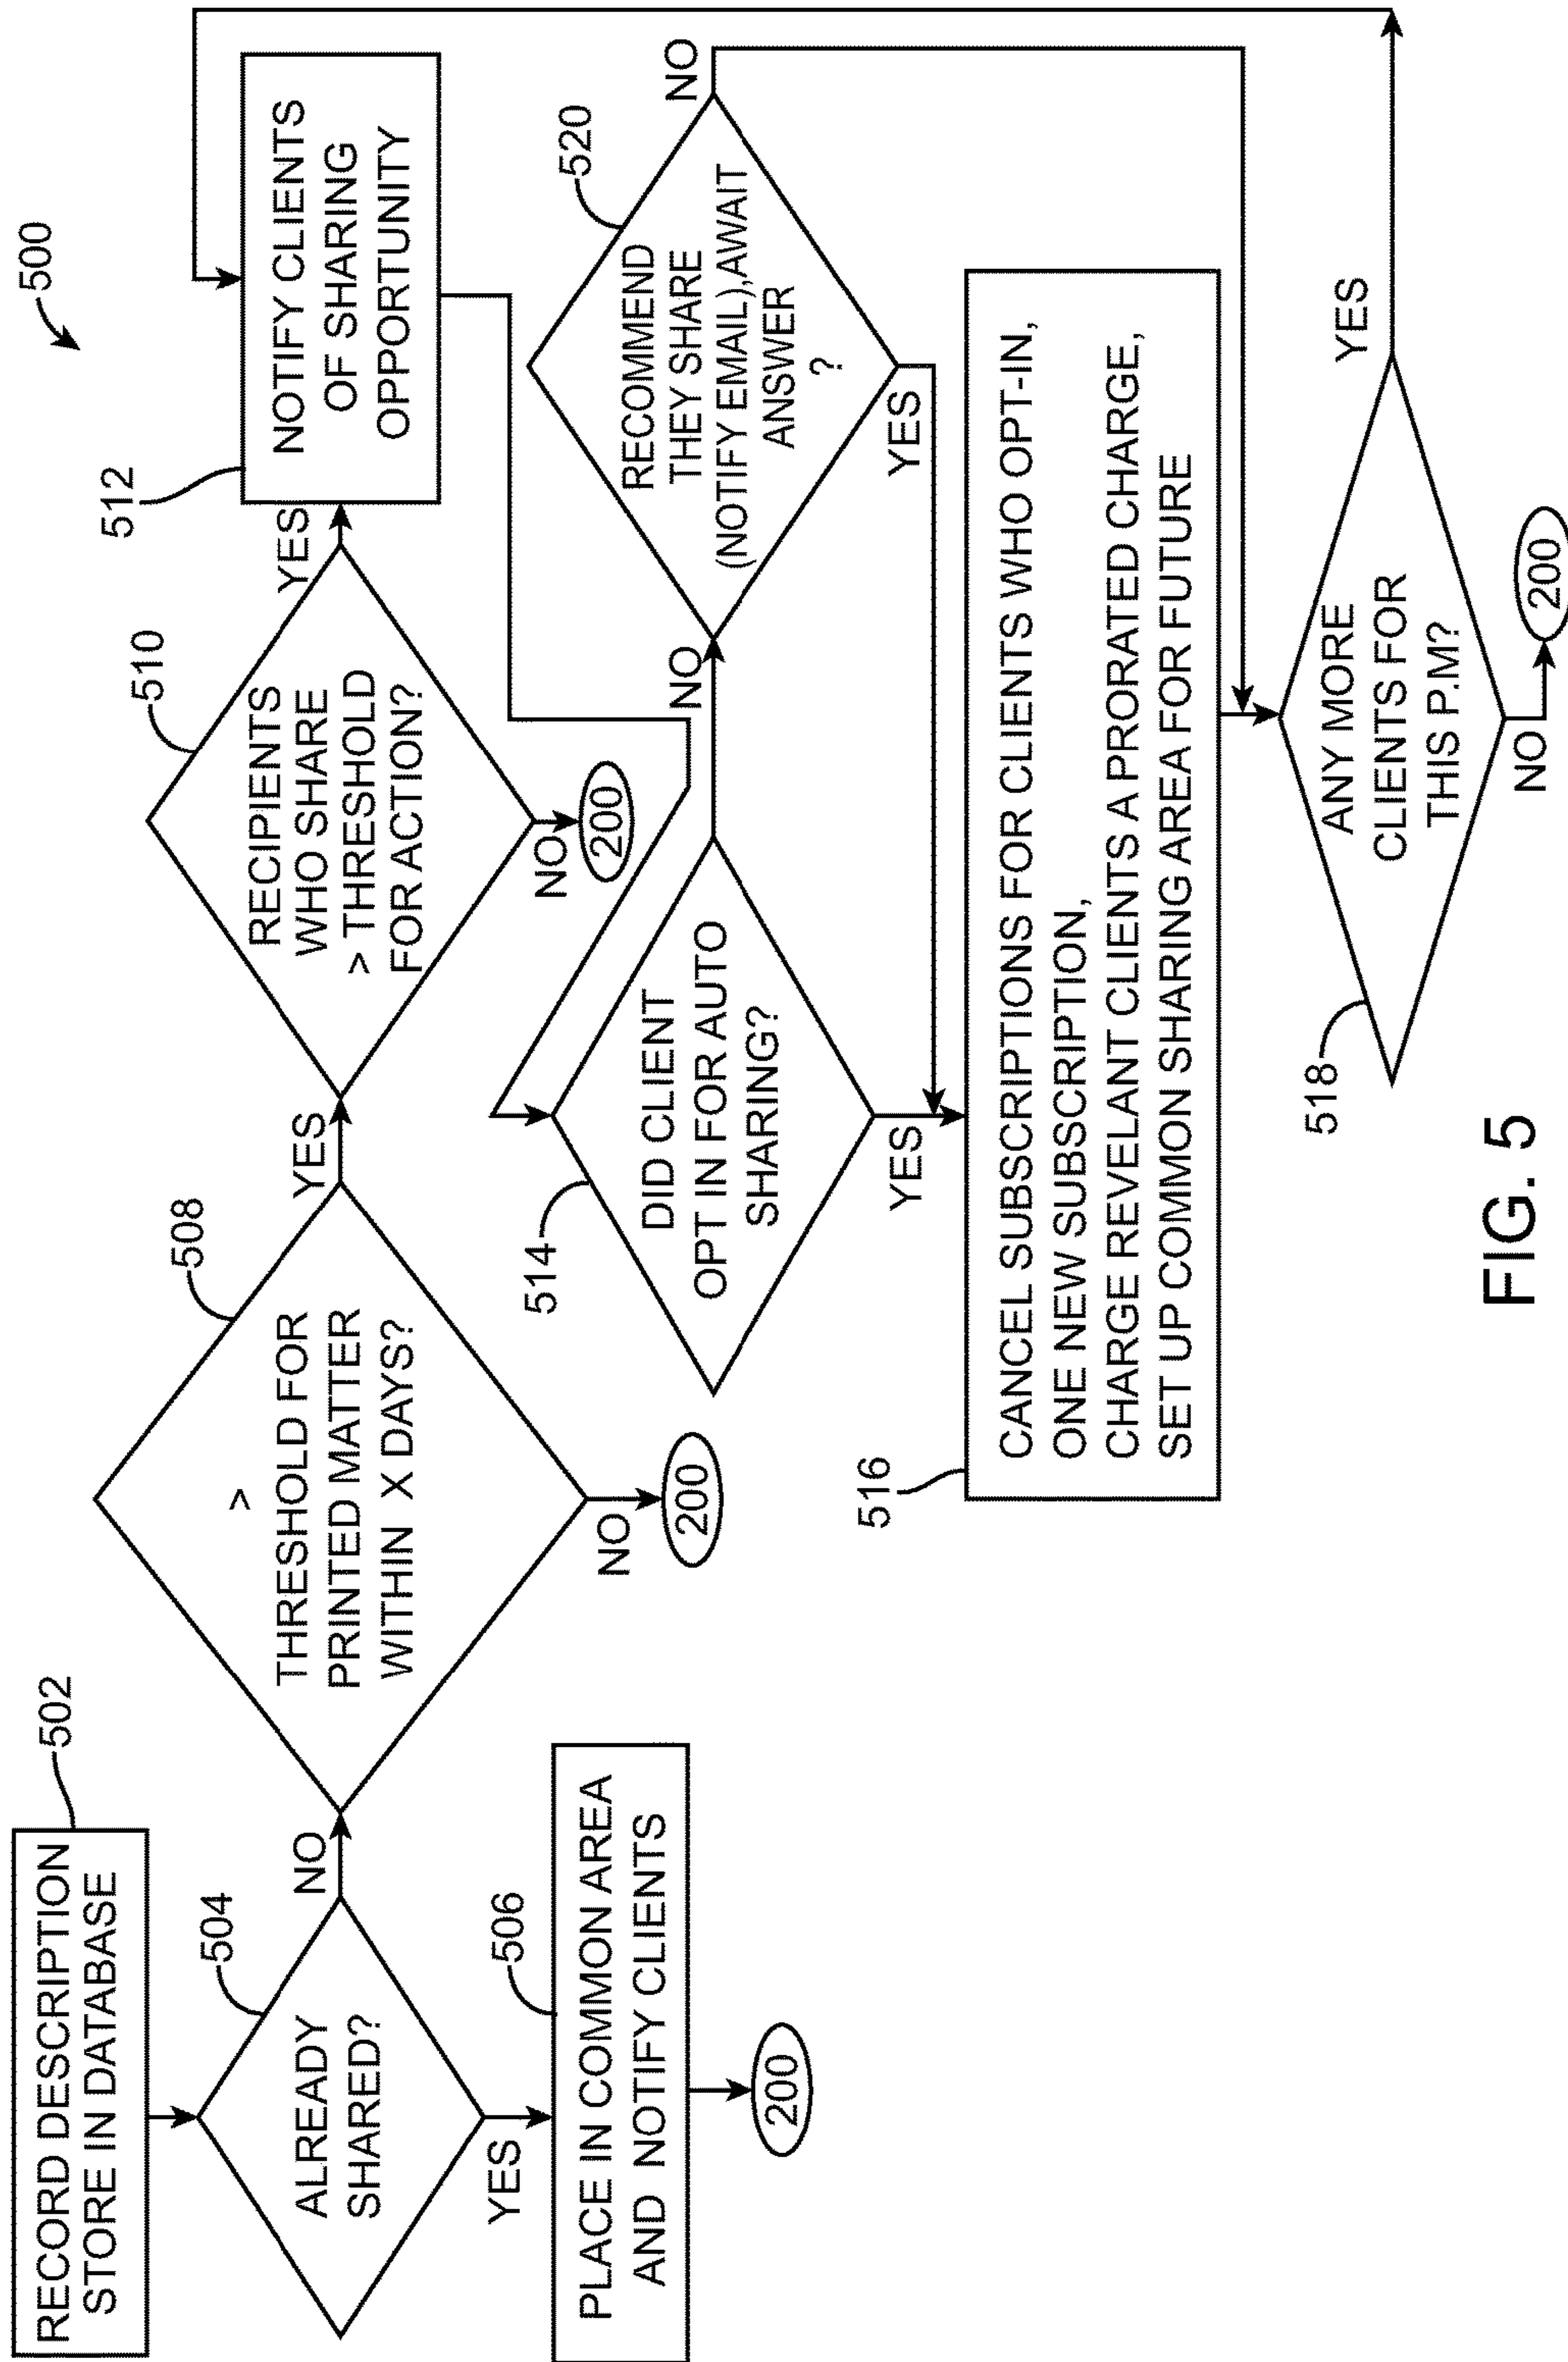 500
502
RECORD DESCRIPTION
STORE IN DATABASE
504
ALREADY
SHARED?
NO
YES
506
PLACE IN COMMON AREA
AND NOTIFY CLIENTS
200
508
>
THRESHOLD FOR
PRINTED MATTER
WITHIN X DAYS?
YES
NO
200
510
RECIPIENTS
WHO SHARE
> THRESHOLD
FOR ACTION?
YES
NO
200
512
NOTIFY CLIENTS
OF SHARING
OPPORTUNITY
514
DID CLIENT
OPT IN FOR AUTO
SHARING?
NO
YES
520
RECOMMEND
THEY SHARE
(NOTIFY EMAIL),AWAIT
ANSWER
?
NO
YES
516
CANCEL SUBSCRIPTIONS FOR CLIENTS WHO OPT-IN,
ONE NEW SUBSCRIPTION,
CHARGE REVELANT CLIENTS A PRORATED CHARGE,
SET UP COMMON SHARING AREA FOR FUTURE
518
ANY MORE
CLIENTS FOR
THIS P.M?
YES
NO
200
FIG. 5